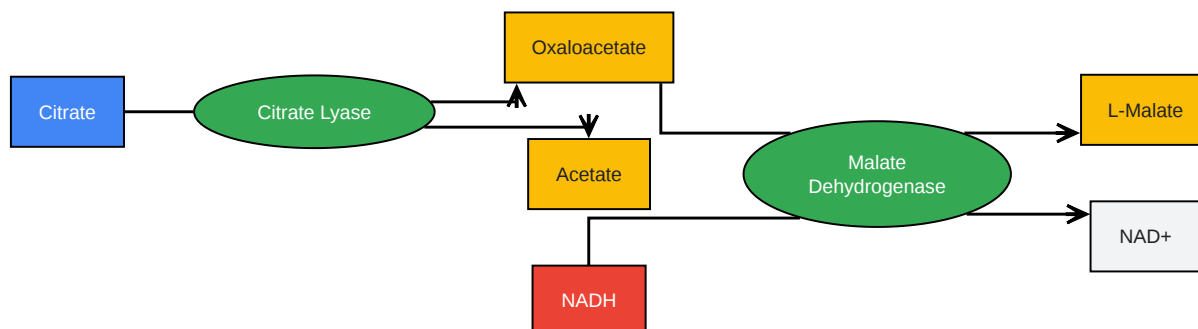 Citrate
Citrate Lyase
Oxaloacetate
Acetate
NADH
Malate
Dehydrogenase
L-Malate
NAD+